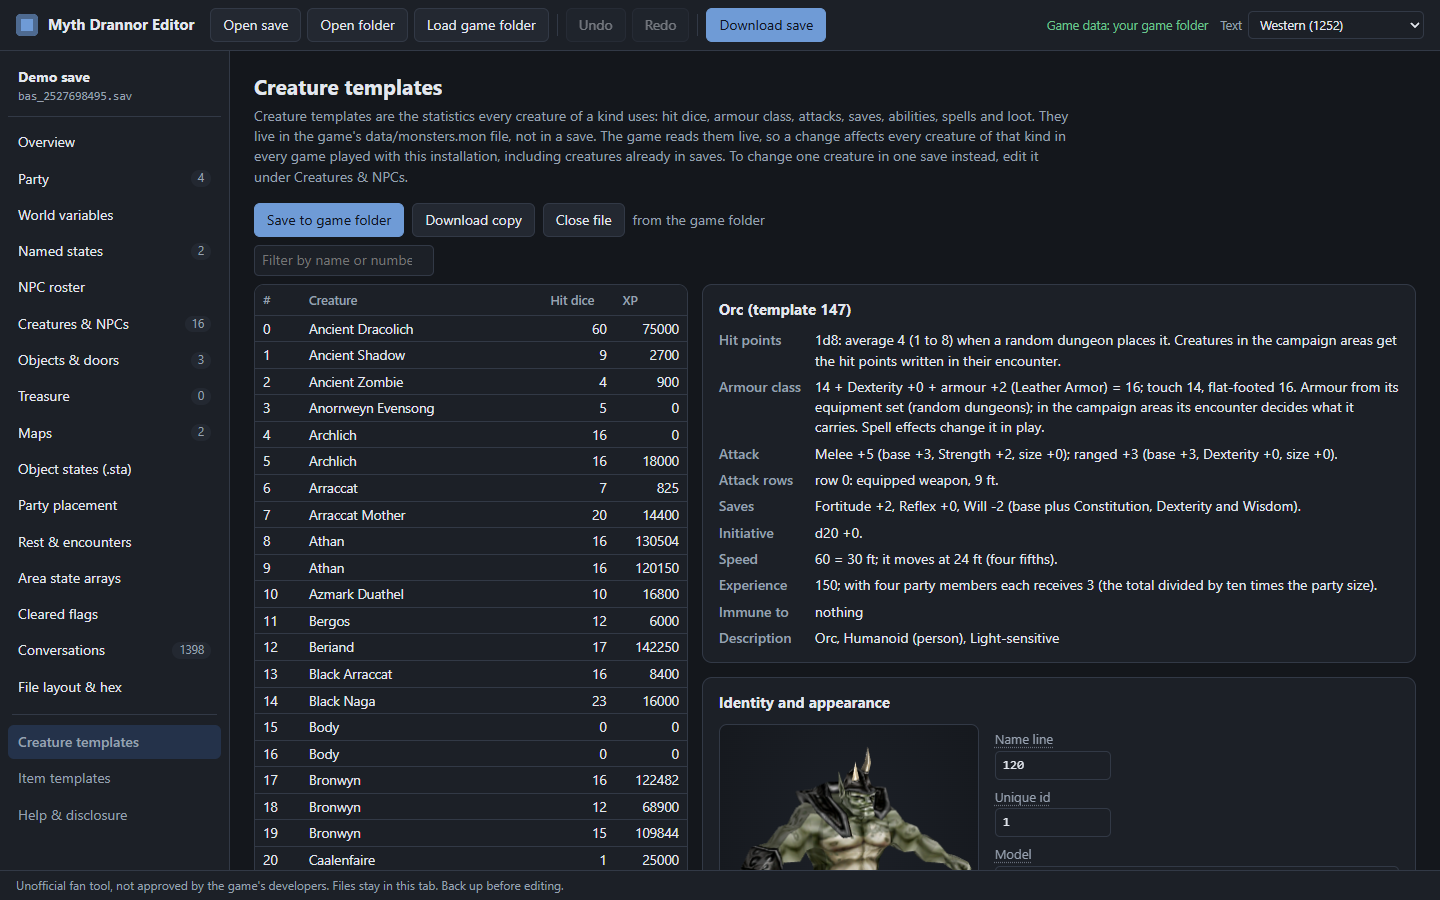 Myth Drannor Editor
Open save
Open folder
Load game folder
Undo
Redo
Download save
Game data: your game folder
Text
Western (1252)
Demo save
bas_2527698495.sav
Overview
Party 4
World variables
Named states 2
NPC roster
Creatures & NPCs 16
Objects & doors 3
Treasure 0
Maps 2
Object states (.sta)
Party placement
Rest & encounters
Area state arrays
Cleared flags
Conversations 1398
File layout & hex
Creature templates
Item templates
Help & disclosure
Creature templates
Creature templates are the statistics every creature of a kind uses: hit dice, armour class, attacks, saves, abilities, spells and loot. They
live in the game's data/monsters.mon file, not in a save. The game reads them live, so a change affects every creature of that kind in
every game played with this installation, including creatures already in saves. To change one creature in one save instead, edit it
under Creatures & NPCs.
Save to game folder
Download copy
Close file
from the game folder
Filter by name or numbe
# Creature Hit dice XP
0 Ancient Dracolich 60 75000
1 Ancient Shadow 9 2700
2 Ancient Zombie 4 900
3 Anorrweyn Evensong 5 0
4 Archlich 16 0
5 Archlich 16 18000
6 Arraccat 7 825
7 Arraccat Mother 20 14400
8 Athan 16 130504
9 Athan 16 120150
10 Azmark Duathel 10 16800
11 Bergos 12 6000
12 Beriand 17 142250
13 Black Arraccat 16 8400
14 Black Naga 23 16000
15 Body 0 0
16 Body 0 0
17 Bronwyn 16 122482
18 Bronwyn 12 68900
19 Bronwyn 15 109844
20 Caalenfaire 1 25000
Orc (template 147)
Hit points 1d8: average 4 (1 to 8) when a random dungeon places it. Creatures in the campaign areas get
the hit points written in their encounter.
Armour class 14 + Dexterity +0 + armour +2 (Leather Armor) = 16; touch 14, flat-footed 16. Armour from its
equipment set (random dungeons); in the campaign areas its encounter decides what it
carries. Spell effects change it in play.
Attack Melee +5 (base +3, Strength +2, size +0); ranged +3 (base +3, Dexterity +0, size +0).
Attack rows row 0: equipped weapon, 9 ft.
Saves Fortitude +2, Reflex +0, Will -2 (base plus Constitution, Dexterity and Wisdom).
Initiative d20 +0.
Speed 60 = 30 ft; it moves at 24 ft (four fifths).
Experience 150; with four party members each receives 3 (the total divided by ten times the party size).
Immune to nothing
Description Orc, Humanoid (person), Light-sensitive
Identity and appearance
Name line
120
Unique id
1
Model
Unofficial fan tool, not approved by the game's developers. Files stay in this tab. Back up before editing.